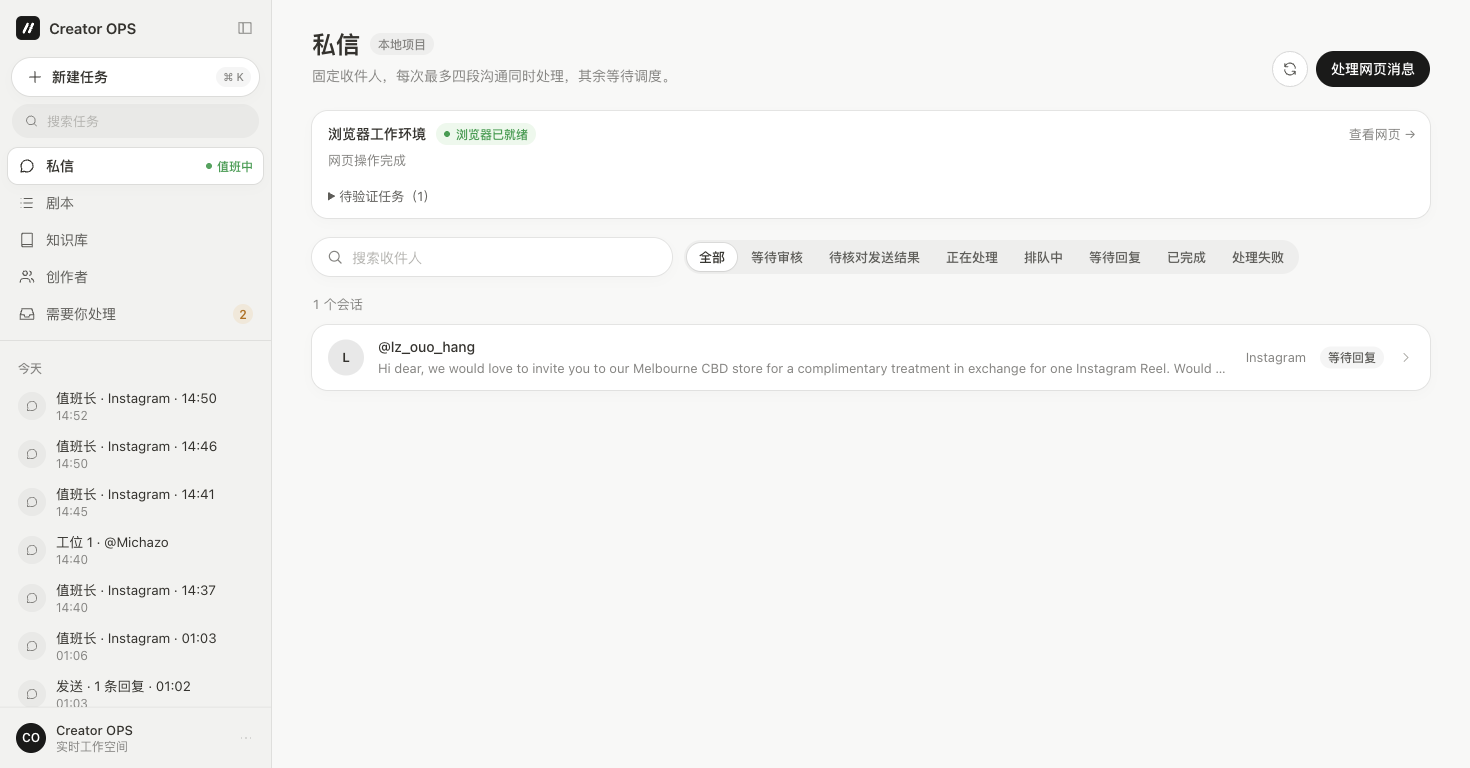 Creator OPS
新建任务
⌘ K
搜索任务
私信
值班中
剧本
知识库
创作者
需要你处理
2
今天
值班长 · Instagram · 14:50
14:52
值班长 · Instagram · 14:46
14:50
值班长 · Instagram · 14:41
14:45
工位 1 · @Michazo
14:40
值班长 · Instagram · 14:37
14:40
值班长 · Instagram · 01:03
01:06
发送 · 1 条回复 · 01:02
01:03
CO
Creator OPS
实时工作空间
私信
本地项目
固定收件人，每次最多四段沟通同时处理，其余等待调度。
处理网页消息
浏览器工作环境
浏览器已就绪
查看网页 →
网页操作完成
待验证任务（1）
搜索收件人
全部
等待审核
待核对发送结果
正在处理
排队中
等待回复
已完成
处理失败
1 个会话
L
@lz_ouo_hang
Hi dear, we would love to invite you to our Melbourne CBD store for a complimentary treatment in exchange for one Instagram Reel. Would ...
Instagram
等待回复